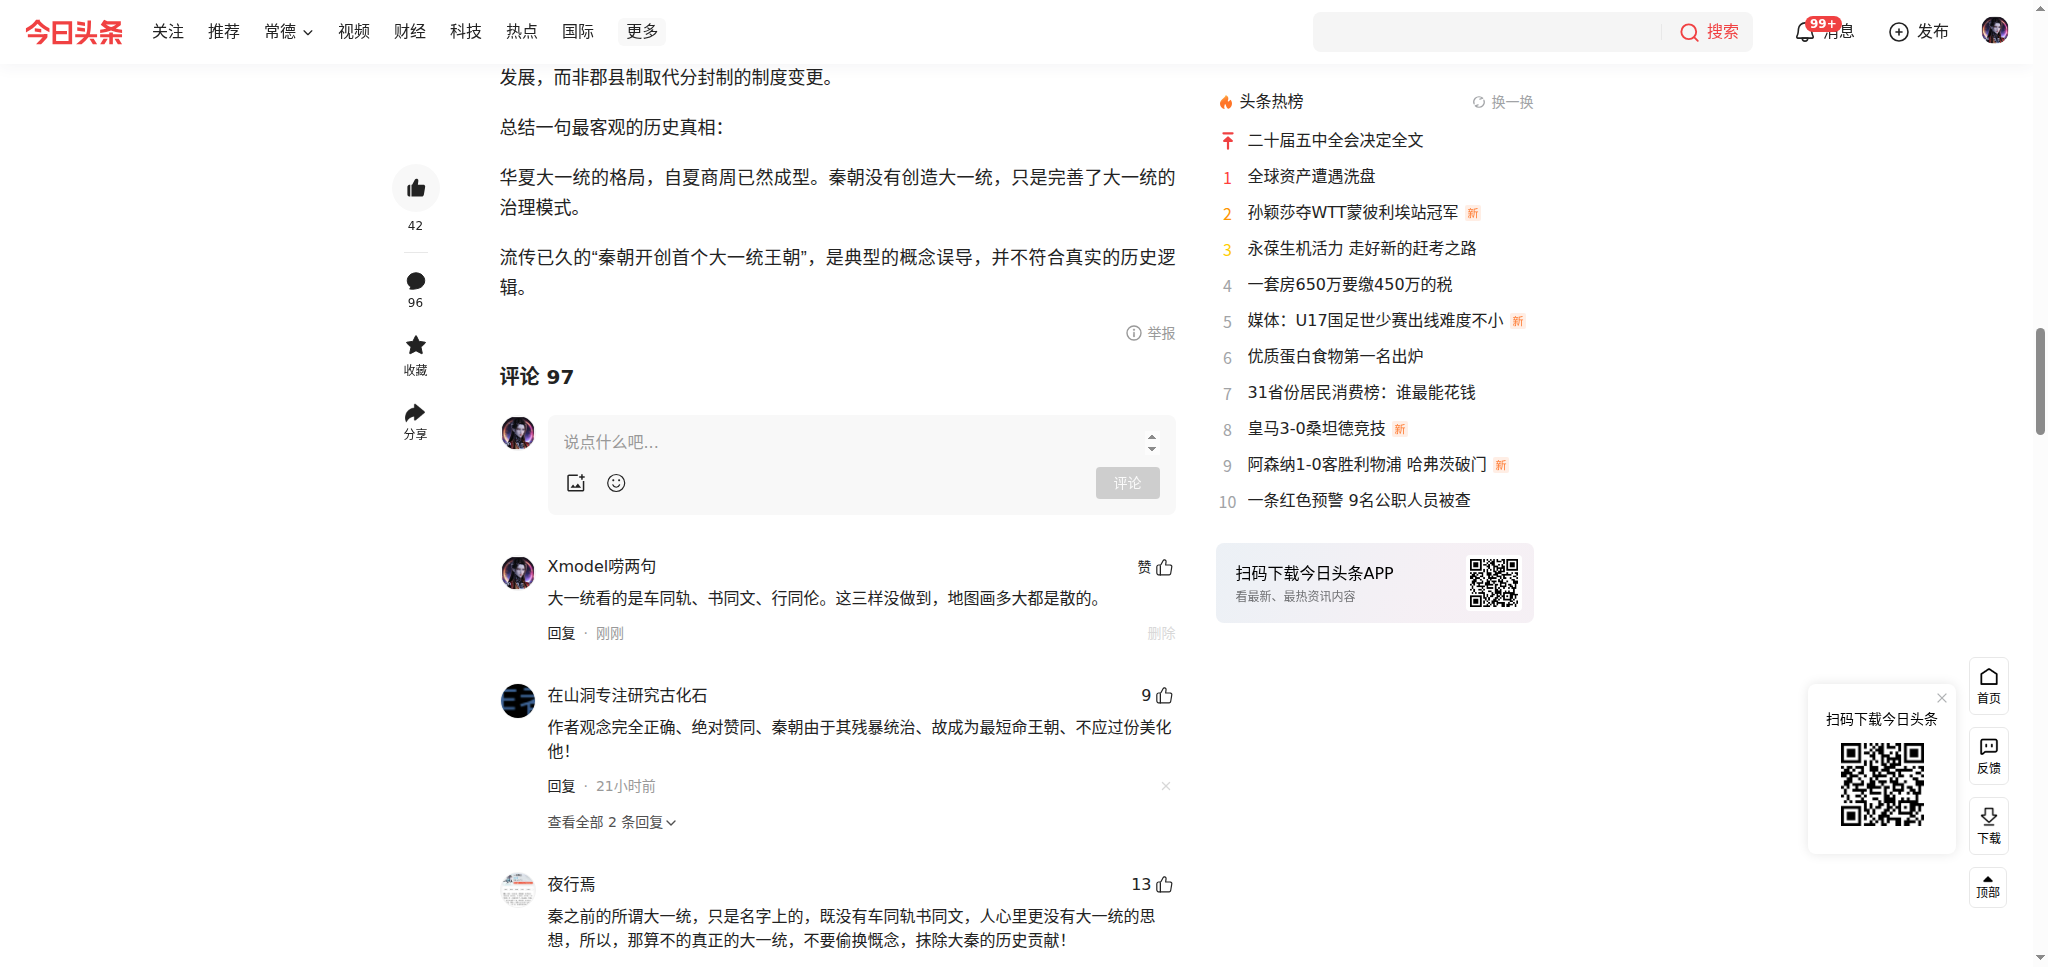 今日头条
关注 推荐 常德 视频 财经 科技 热点 国际 更多
搜索
99+
消息
发布
发展，而非郡县制取代分封制的制度变更。
总结一句最客观的历史真相：
华夏大一统的格局，自夏商周已然成型。秦朝没有创造大一统，只是完善了大一统的
治理模式。
流传已久的“秦朝开创首个大一统王朝”，是典型的概念误导，并不符合真实的历史逻
辑。
举报
42
96
收藏
分享
评论 97
说点什么吧...
评论
Xmodel唠两句
赞
大一统看的是车同轨、书同文、行同伦。这三样没做到，地图画多大都是散的。
回复 · 刚刚
删除
在山洞专注研究古化石
9
作者观念完全正确、绝对赞同、秦朝由于其残暴统治、故成为最短命王朝、不应过份美化
他！
回复 · 21小时前
查看全部 2 条回复
夜行焉
13
秦之前的所谓大一统，只是名字上的，既没有车同轨书同文，人心里更没有大一统的思
想，所以，那算不的真正的大一统，不要偷换慨念，抹除大秦的历史贡献！
头条热榜
换一换
二十届五中全会决定全文
1 全球资产遭遇洗盘
2 孙颖莎夺WTT蒙彼利埃站冠军 新
3 永葆生机活力 走好新的赶考之路
4 一套房650万要缴450万的税
5 媒体：U17国足世少赛出线难度不小 新
6 优质蛋白食物第一名出炉
7 31省份居民消费榜：谁最能花钱
8 皇马3-0桑坦德竞技 新
9 阿森纳1-0客胜利物浦 哈弗茨破门 新
10 一条红色预警 9名公职人员被查
扫码下载今日头条APP
看最新、最热资讯内容
扫码下载今日头条
首页
反馈
下载
顶部